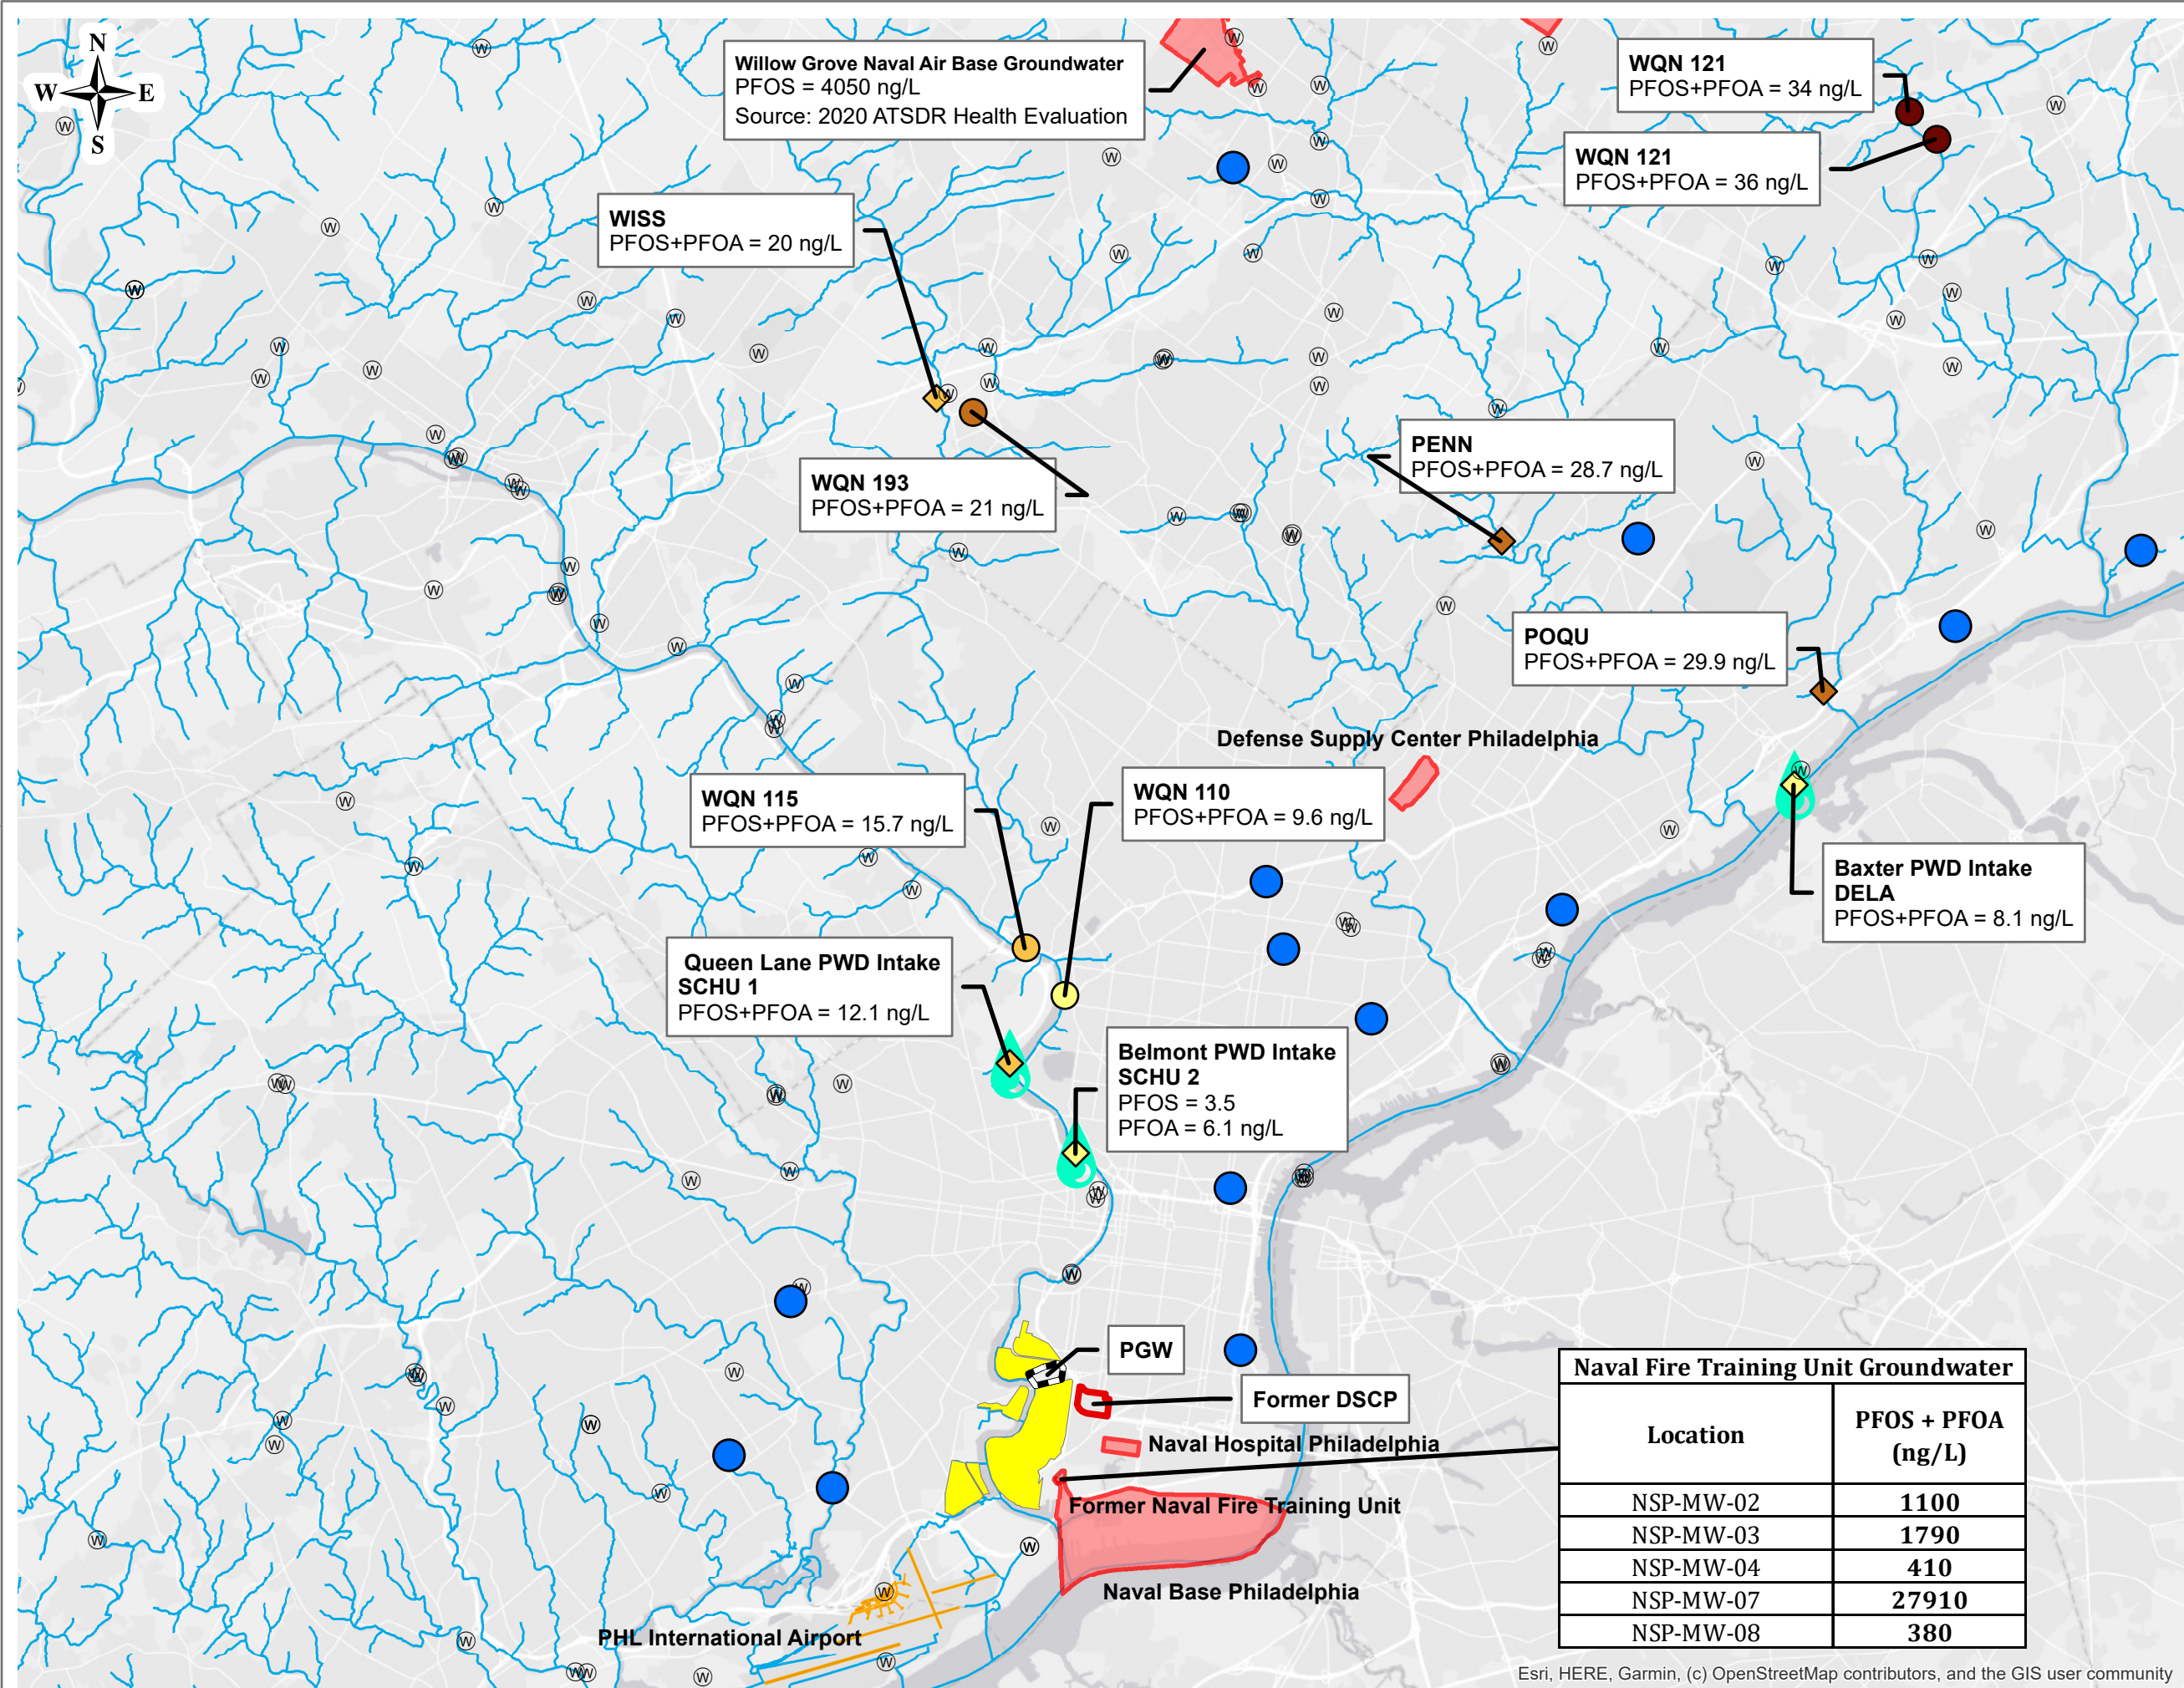 N
W E
S
Willow Grove Naval Air Base Groundwater
PFOS = 4050 ng/L
Source: 2020 ATSDR Health Evaluation
WQN 121
PFOS+PFOA = 34 ng/L
WQN 121
PFOS+PFOA = 36 ng/L
WISS
PFOS+PFOA = 20 ng/L
WQN 193
PFOS+PFOA = 21 ng/L
PENN
PFOS+PFOA = 28.7 ng/L
POQU
PFOS+PFOA = 29.9 ng/L
Defense Supply Center Philadelphia
WQN 115
PFOS+PFOA = 15.7 ng/L
WQN 110
PFOS+PFOA = 9.6 ng/L
Baxter PWD Intake
DELA
PFOS+PFOA = 8.1 ng/L
Queen Lane PWD Intake
SCHU 1
PFOS+PFOA = 12.1 ng/L
Belmont PWD Intake
SCHU 2
PFOS = 3.5
PFOA = 6.1 ng/L
PGW
Former DSCP
Naval Hospital Philadelphia
Former Naval Fire Training Unit
Naval Base Philadelphia
PHL International Airport
Naval Fire Training Unit Groundwater
Location PFOS + PFOA
(ng/L)
NSP-MW-02 1100
NSP-MW-03 1790
NSP-MW-04 410
NSP-MW-07 27910
NSP-MW-08 380
Esri, HERE, Garmin, (c) OpenStreetMap contributors, and the GIS user community